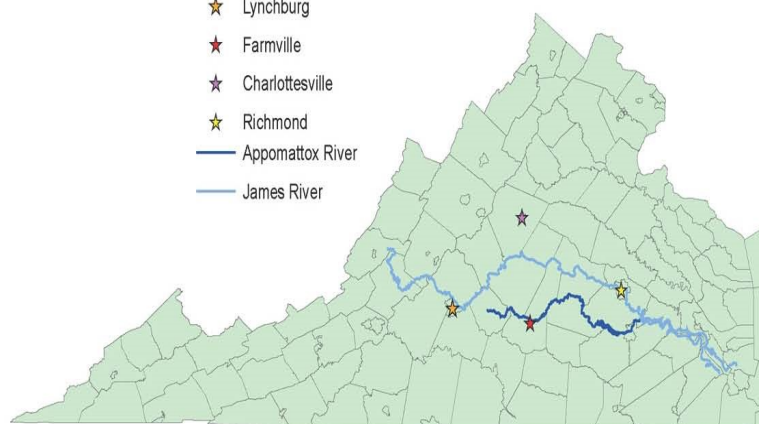 Lynchburg
Farmville
Charlottesville
Richmond
Appomattox River
James River